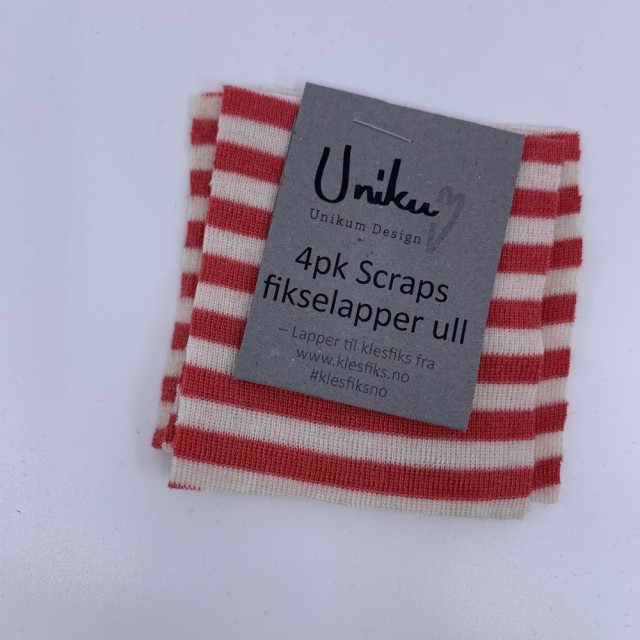 Uniku
Unikum Design
4pk Scraps
fikselapper ull
– Lapper til klesfiks fra
www.klesfiks.no
#klesfiksno